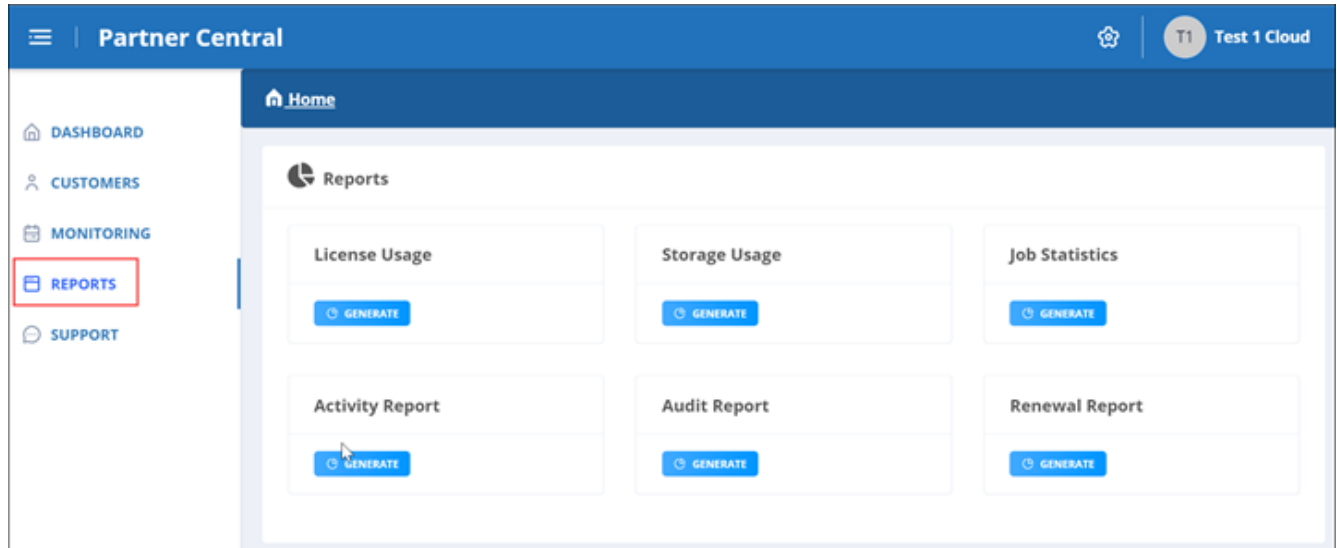 Partner Central
T1 Test 1 Cloud
Home
DASHBOARD
CUSTOMERS
MONITORING
REPORTS
SUPPORT
Reports
License Usage
GENERATE
Storage Usage
GENERATE
Job Statistics
GENERATE
Activity Report
GENERATE
Audit Report
GENERATE
Renewal Report
GENERATE